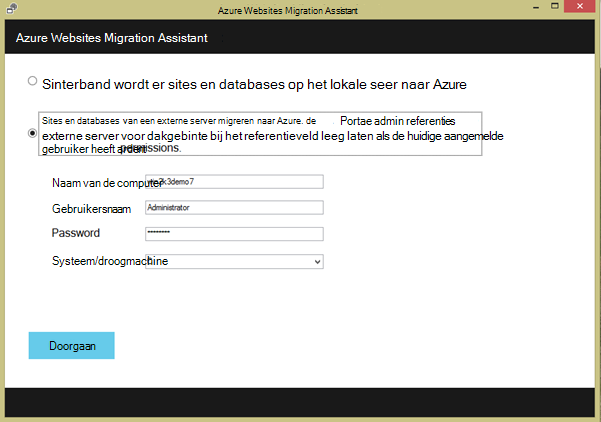 Azure Websites Migration Assistant
Azure Websites Migration Assistant
Sinterband wordt er sites en databases op het lokale seer naar Azure
Sites en databases van een externe server migreren naar Azure. de Portae admin referenties
externe server voor dakgebinte bij het referentieveld leeg laten als de huidige aangemelde
gebruiker heeft permissions.
Naam van de computer
Gebruikersnaam Administrator
Password ********
Systeem/droogmachine
Doorgaan